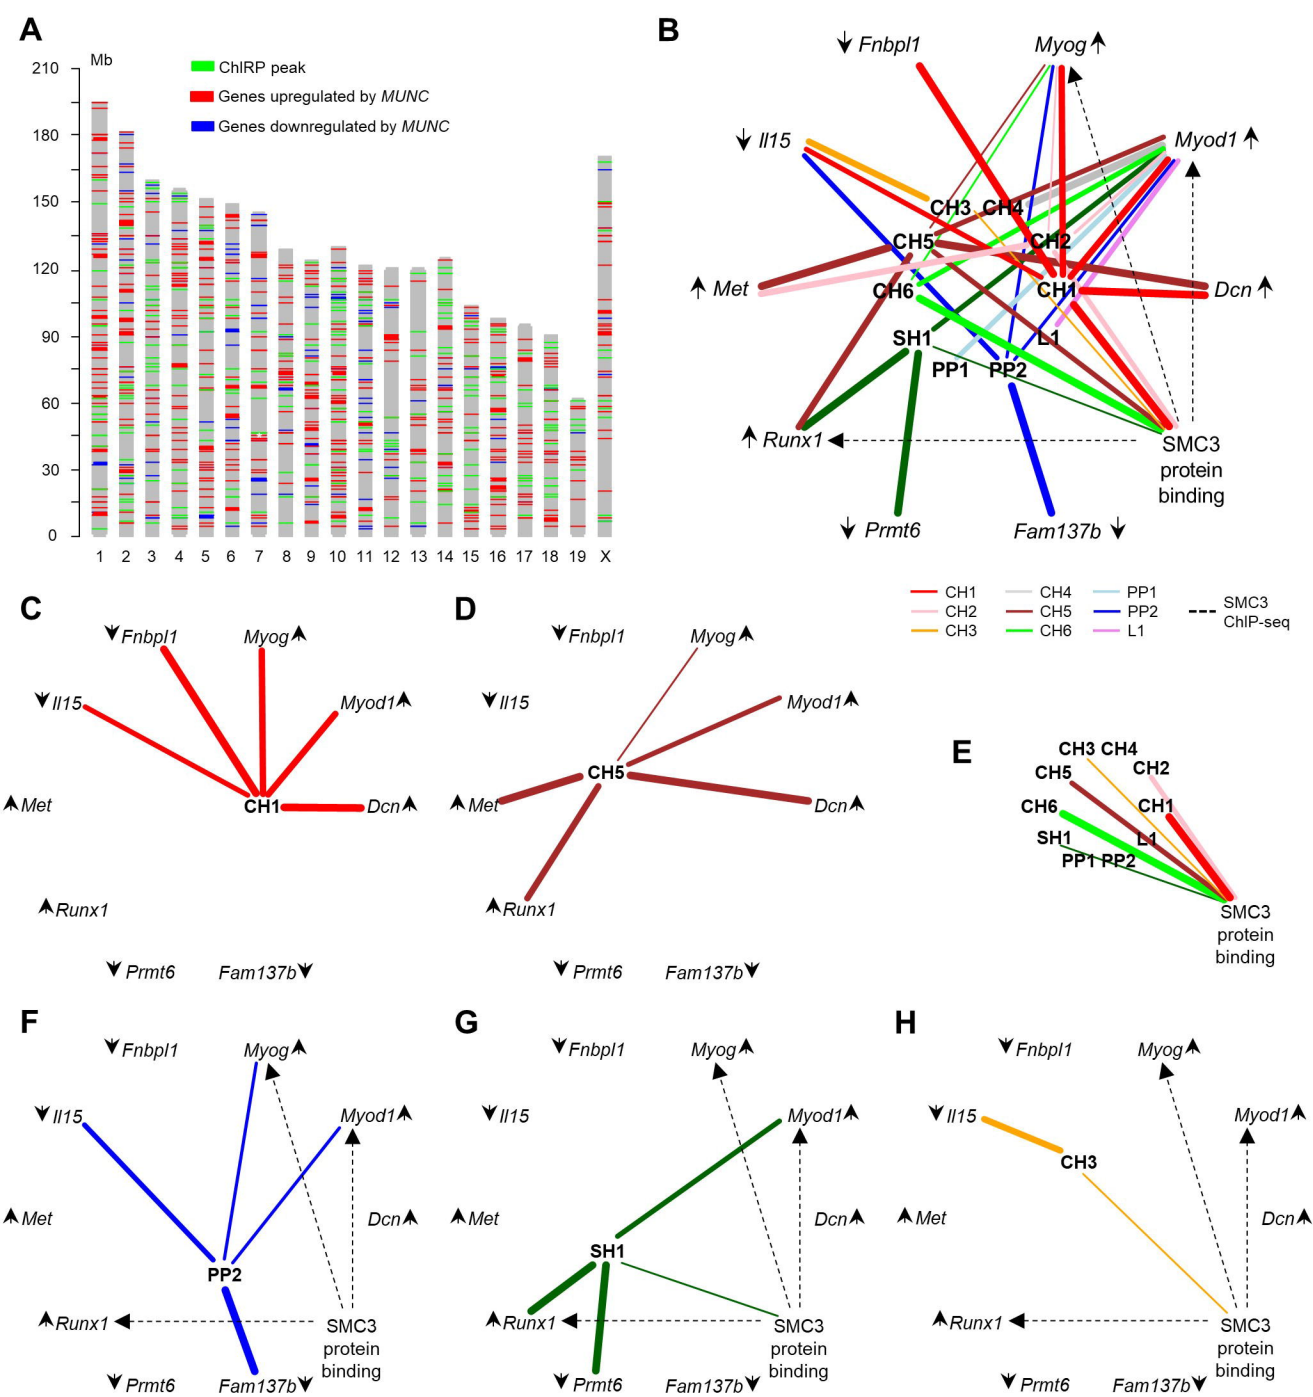 A
Mb
210
180
150
120
90
60
30
0
ChIRP peak
Genes upregulated by MUNC
Genes downregulated by MUNC
1 2 3 4 5 6 7 8 9 10 11 12 13 14 15 16 17 18 19 X
B
Fnbpl1 Myog
Il15 Myod1
CH3 CH4
CH5 CH2
Met CH6 CH1 Dcn
SH1 L1
PP1 PP2
Runx1 SMC3
protein
binding
Prmt6 Fam137b
CH1 CH4 PP1
CH2 CH5 PP2
CH3 CH6 L1
SMC3
ChIP-seq
C
Fnbpl1 Myog
Il15 Myod1
Met CH1 Dcn
Runx1
Prmt6 Fam137b
D
Fnbpl1 Myog
Il15 Myod1
CH5
Met Dcn
Runx1
Prmt6 Fam137b
E
CH3 CH4
CH5 CH2
CH6 CH1
SH1 L1
PP1 PP2
SMC3
protein
binding
F
Fnbpl1 Myog
Il15 Myod1
Met Dcn
PP2
Runx1 SMC3
protein
binding
Prmt6 Fam137b
G
Fnbpl1 Myog
Il15 Myod1
Met Dcn
SH1
Runx1 SMC3
protein
binding
Prmt6 Fam137b
H
Fnbpl1 Myog
Il15 Myod1
CH3
Met Dcn
Runx1 SMC3
protein
binding
Prmt6 Fam137b